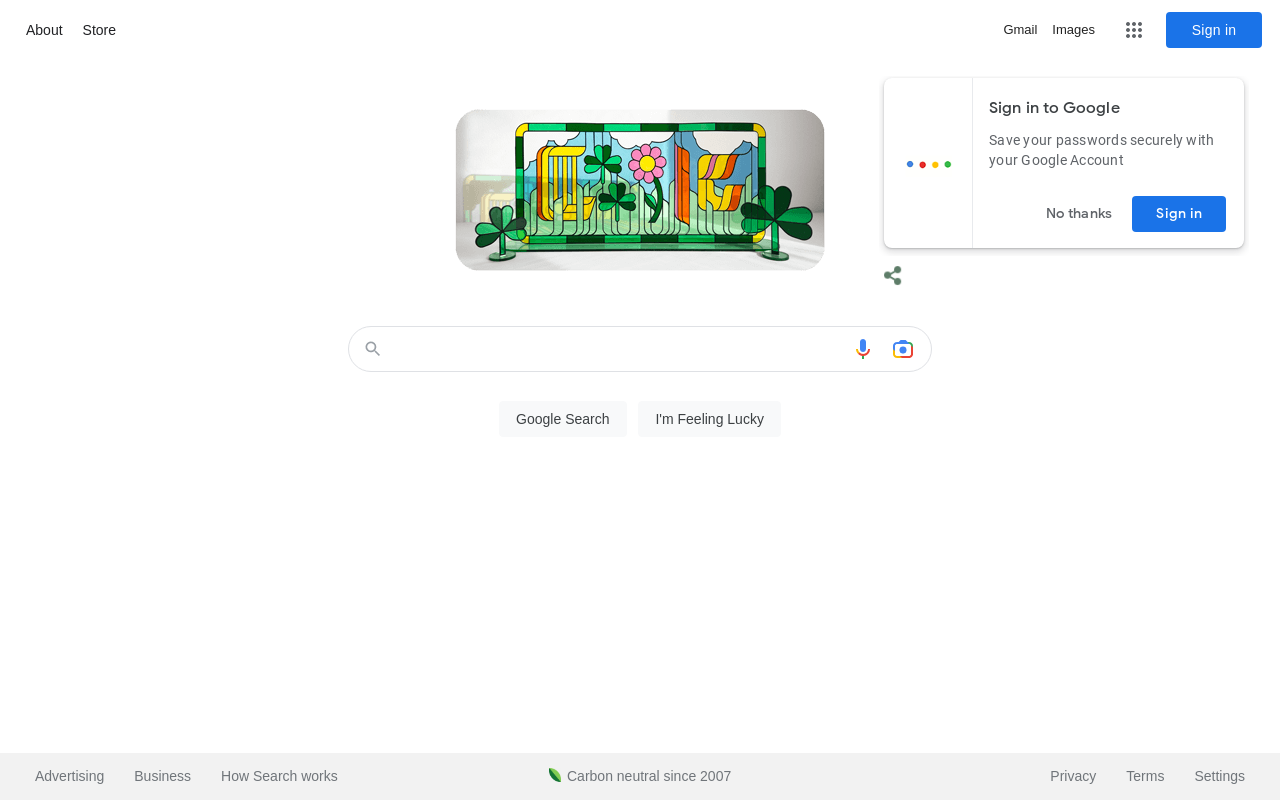 About
Store
Gmail
Images
Sign in
Sign in to Google
Save your passwords securely with
your Google Account
No thanks
Sign in
Google Search
I'm Feeling Lucky
Advertising
Business
How Search works
Carbon neutral since 2007
Privacy
Terms
Settings